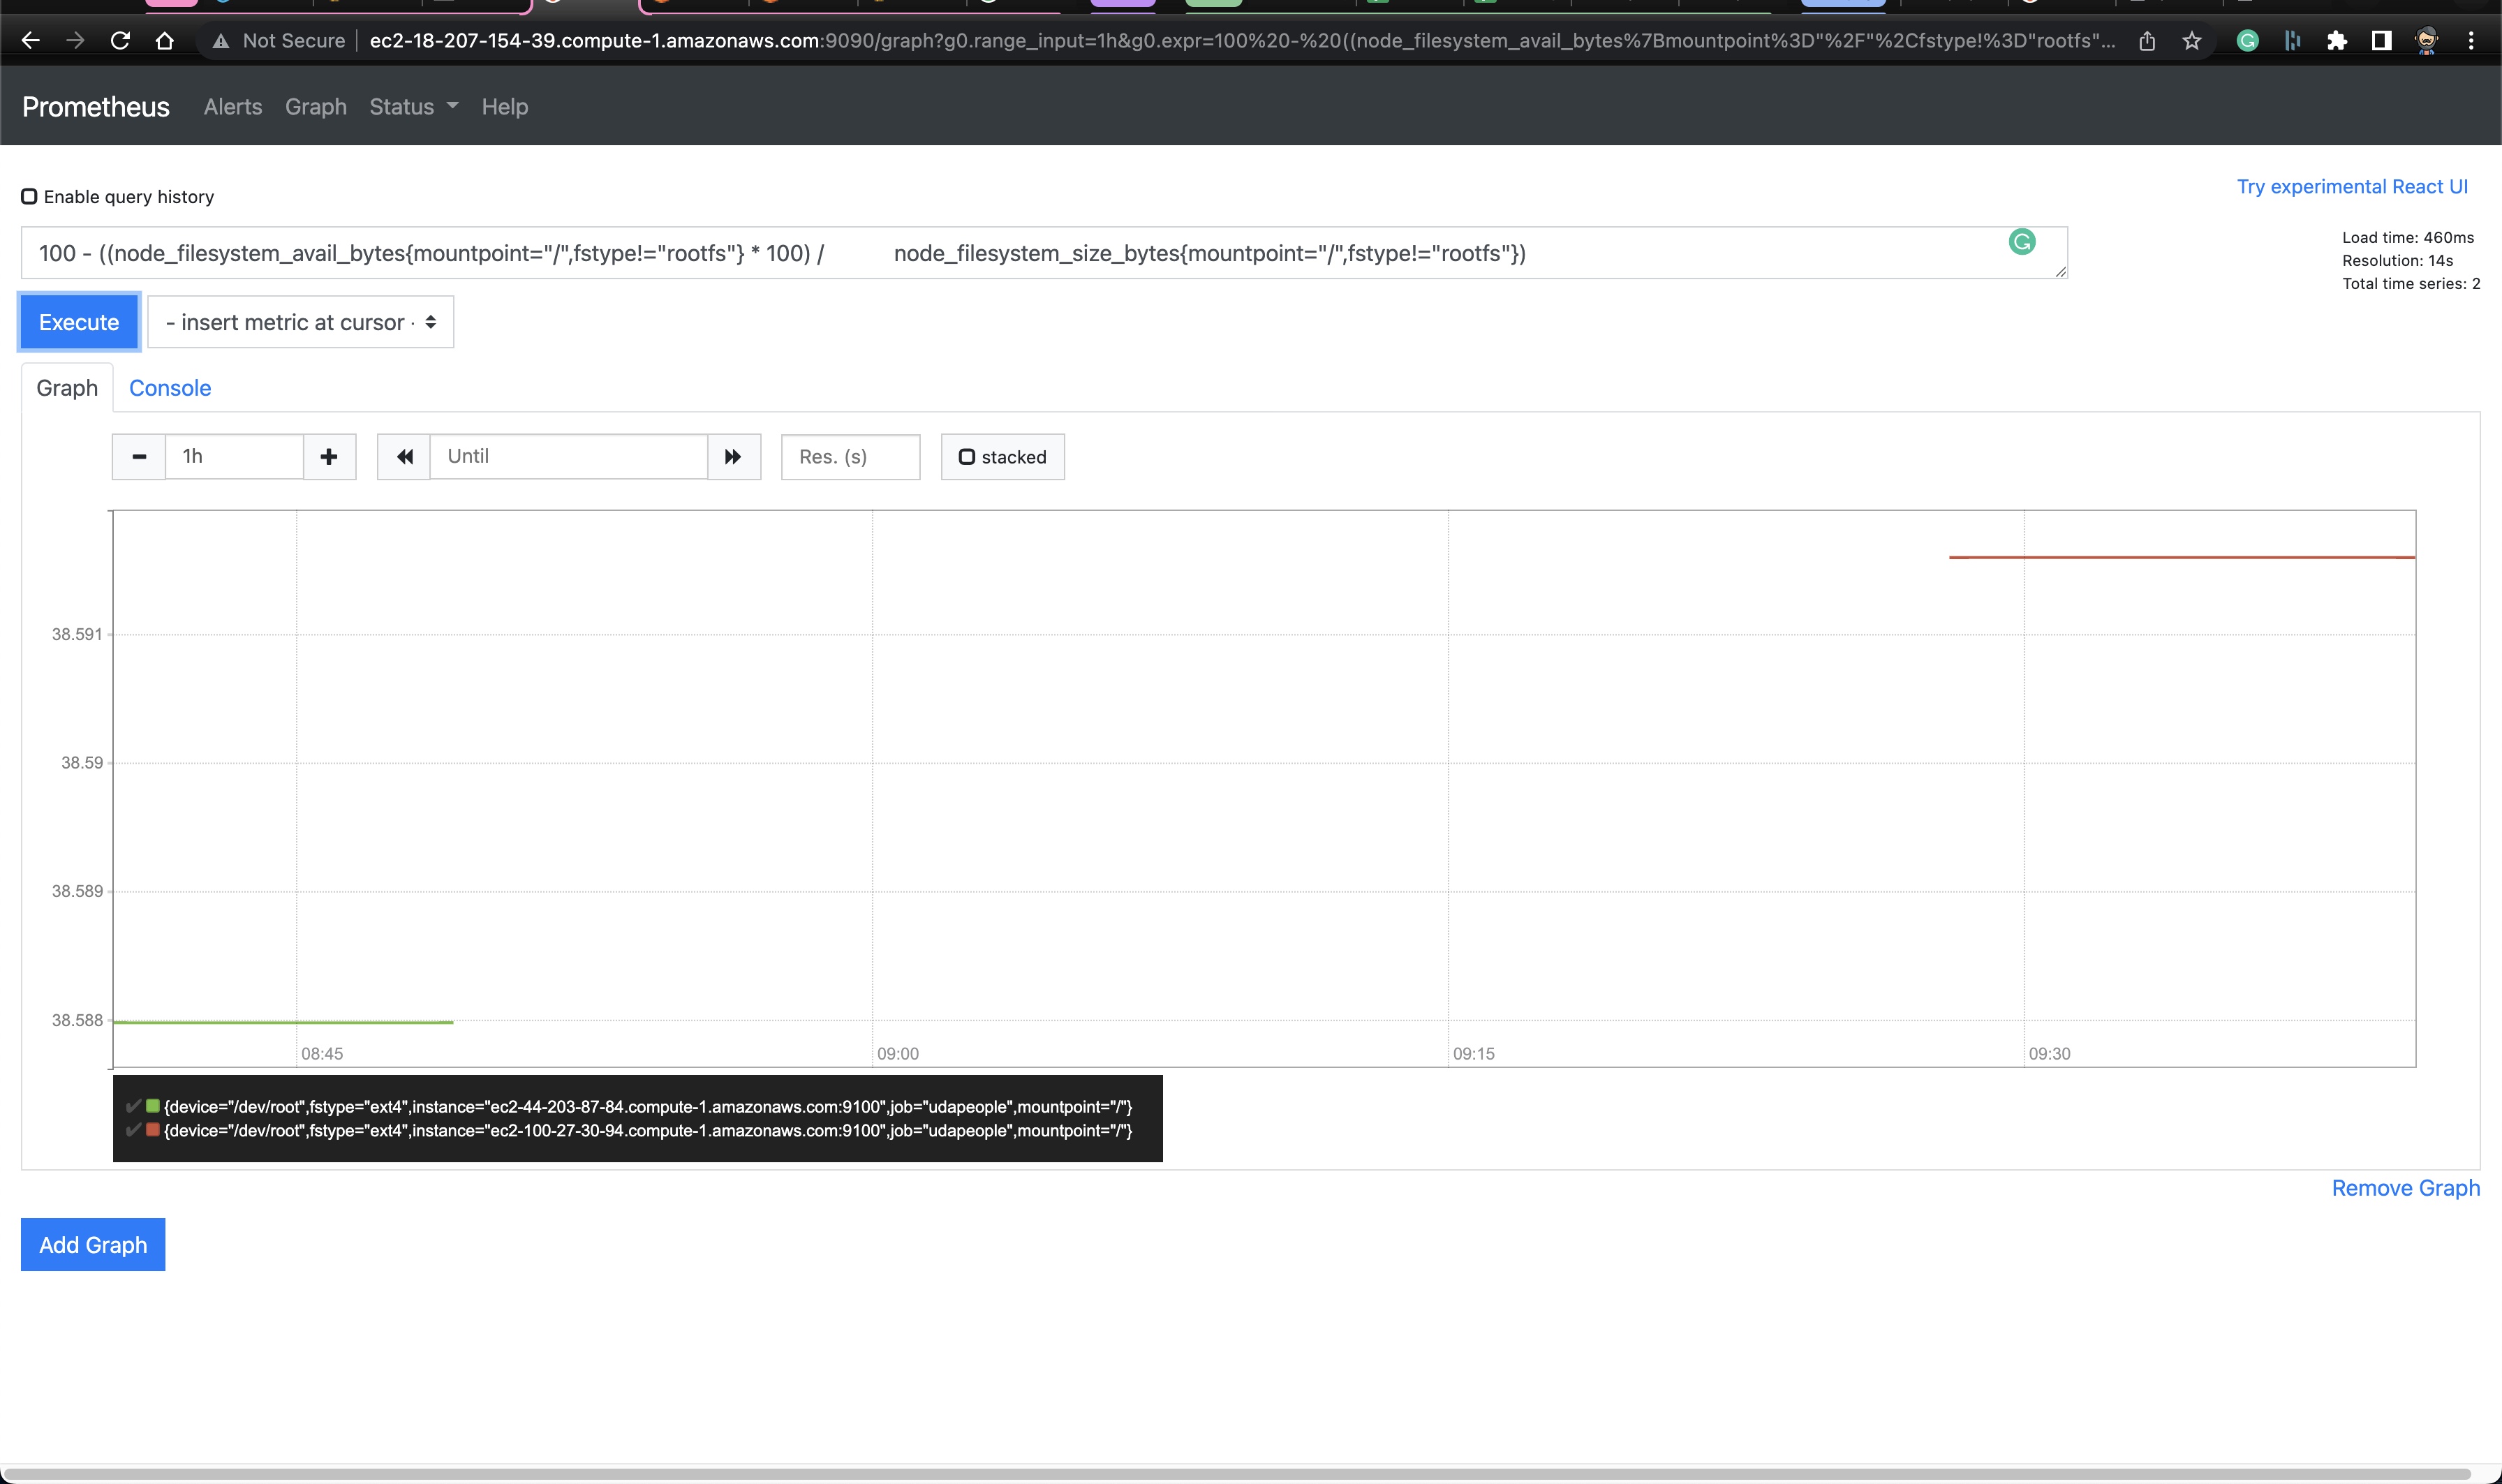 Not Secure ec2-18-207-154-39.compute-1.amazonaws.com:9090/graph?g0.range_input=1h&g0.expr=100%20-%20((node_filesystem_avail_bytes%7Bmountpoint%3D"%2F"%2Cfstype!%3D"rootfs"...
Prometheus Alerts Graph Status Help
Try experimental React UI
Enable query history
100 - ((node_filesystem_avail_bytes{mountpoint="/",fstype!="rootfs"} * 100) / node_filesystem_size_bytes{mountpoint="/",fstype!="rootfs"})
Load time: 460ms
Resolution: 14s
Total time series: 2
Execute - insert metric at cursor -
Graph Console
1h Until Res. (s) stacked
38.591
38.59
38.589
38.588
08:45 09:00 09:15 09:30
{device="/dev/root",fstype="ext4",instance="ec2-44-203-87-84.compute-1.amazonaws.com:9100",job="udapeople",mountpoint="/"}
{device="/dev/root",fstype="ext4",instance="ec2-100-27-30-94.compute-1.amazonaws.com:9100",job="udapeople",mountpoint="/"}
Remove Graph
Add Graph